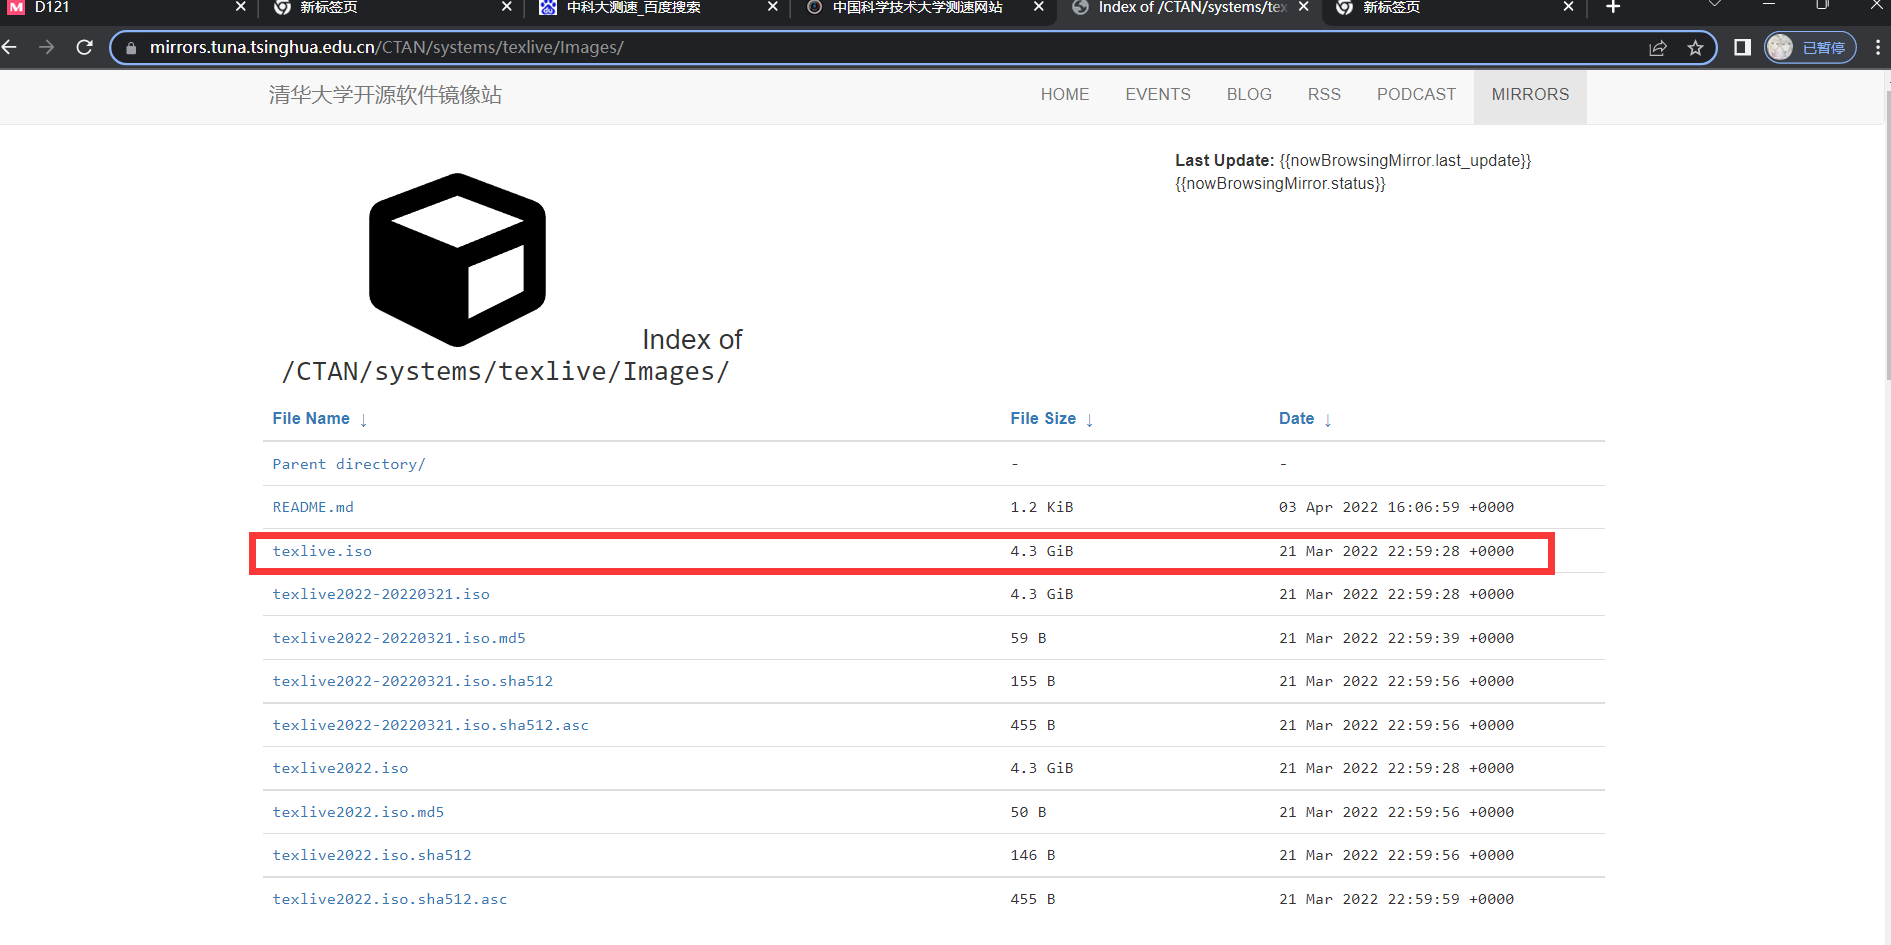 D121
新标签页
中科大测速_百度搜索
中国科学技术大学测速网站
Index of /CTAN/systems/tex
新标签页
mirrors.tuna.tsinghua.edu.cn/CTAN/systems/texlive/Images/
已暂停
清华大学开源软件镜像站
HOME EVENTS BLOG RSS PODCAST MIRRORS
Last Update: {{nowBrowsingMirror.last_update}}
{{nowBrowsingMirror.status}}
Index of
/CTAN/systems/texlive/Images/
File Name ↓ File Size ↓ Date ↓
Parent directory/ - -
README.md 1.2 KiB 03 Apr 2022 16:06:59 +0000
texlive.iso 4.3 GiB 21 Mar 2022 22:59:28 +0000
texlive2022-20220321.iso 4.3 GiB 21 Mar 2022 22:59:28 +0000
texlive2022-20220321.iso.md5 59 B 21 Mar 2022 22:59:39 +0000
texlive2022-20220321.iso.sha512 155 B 21 Mar 2022 22:59:56 +0000
texlive2022-20220321.iso.sha512.asc 455 B 21 Mar 2022 22:59:56 +0000
texlive2022.iso 4.3 GiB 21 Mar 2022 22:59:28 +0000
texlive2022.iso.md5 50 B 21 Mar 2022 22:59:56 +0000
texlive2022.iso.sha512 146 B 21 Mar 2022 22:59:56 +0000
texlive2022.iso.sha512.asc 455 B 21 Mar 2022 22:59:59 +0000